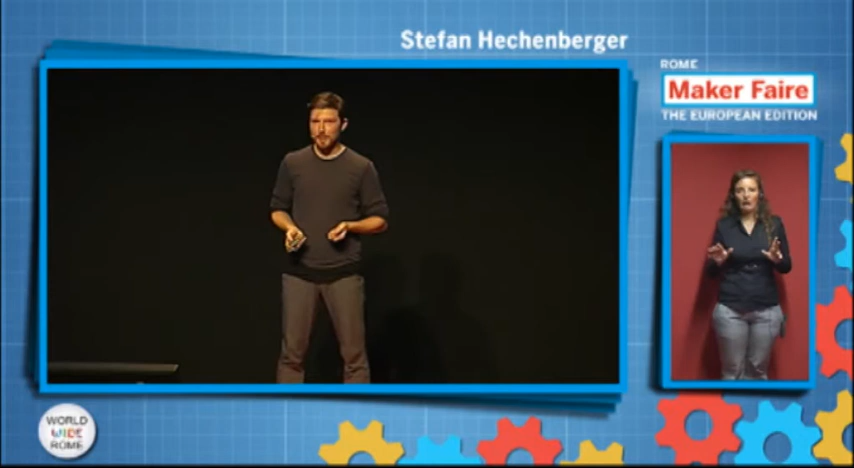 Stefan Hechenberger
ROME
Maker Faire
THE EUROPEAN EDITION
WORLD
WIDE
ROME